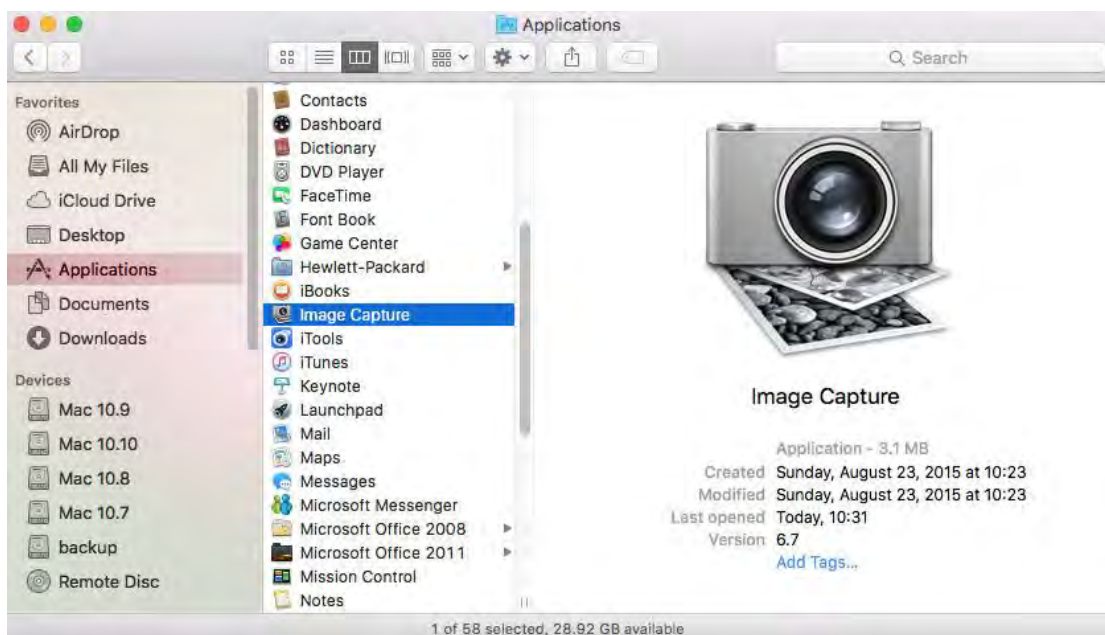 Applications
Search
Favorites
AirDrop
All My Files
iCloud Drive
Desktop
Applications
Documents
Downloads
Devices
Mac 10.9
Mac 10.10
Mac 10.8
Mac 10.7
backup
Remote Disc
Contacts
Dashboard
Dictionary
DVD Player
FaceTime
Font Book
Game Center
Hewlett-Packard
iBooks
Image Capture
iTools
iTunes
Keynote
Launchpad
Mail
Maps
Messages
Microsoft Messenger
Microsoft Office 2008
Microsoft Office 2011
Mission Control
Notes
Image Capture
Application - 3.1 MB
Created Sunday, August 23, 2015 at 10:23
Modified Sunday, August 23, 2015 at 10:23
Last opened Today, 10:31
Version 6.7
Add Tags...
1 of 58 selected, 28.92 GB available